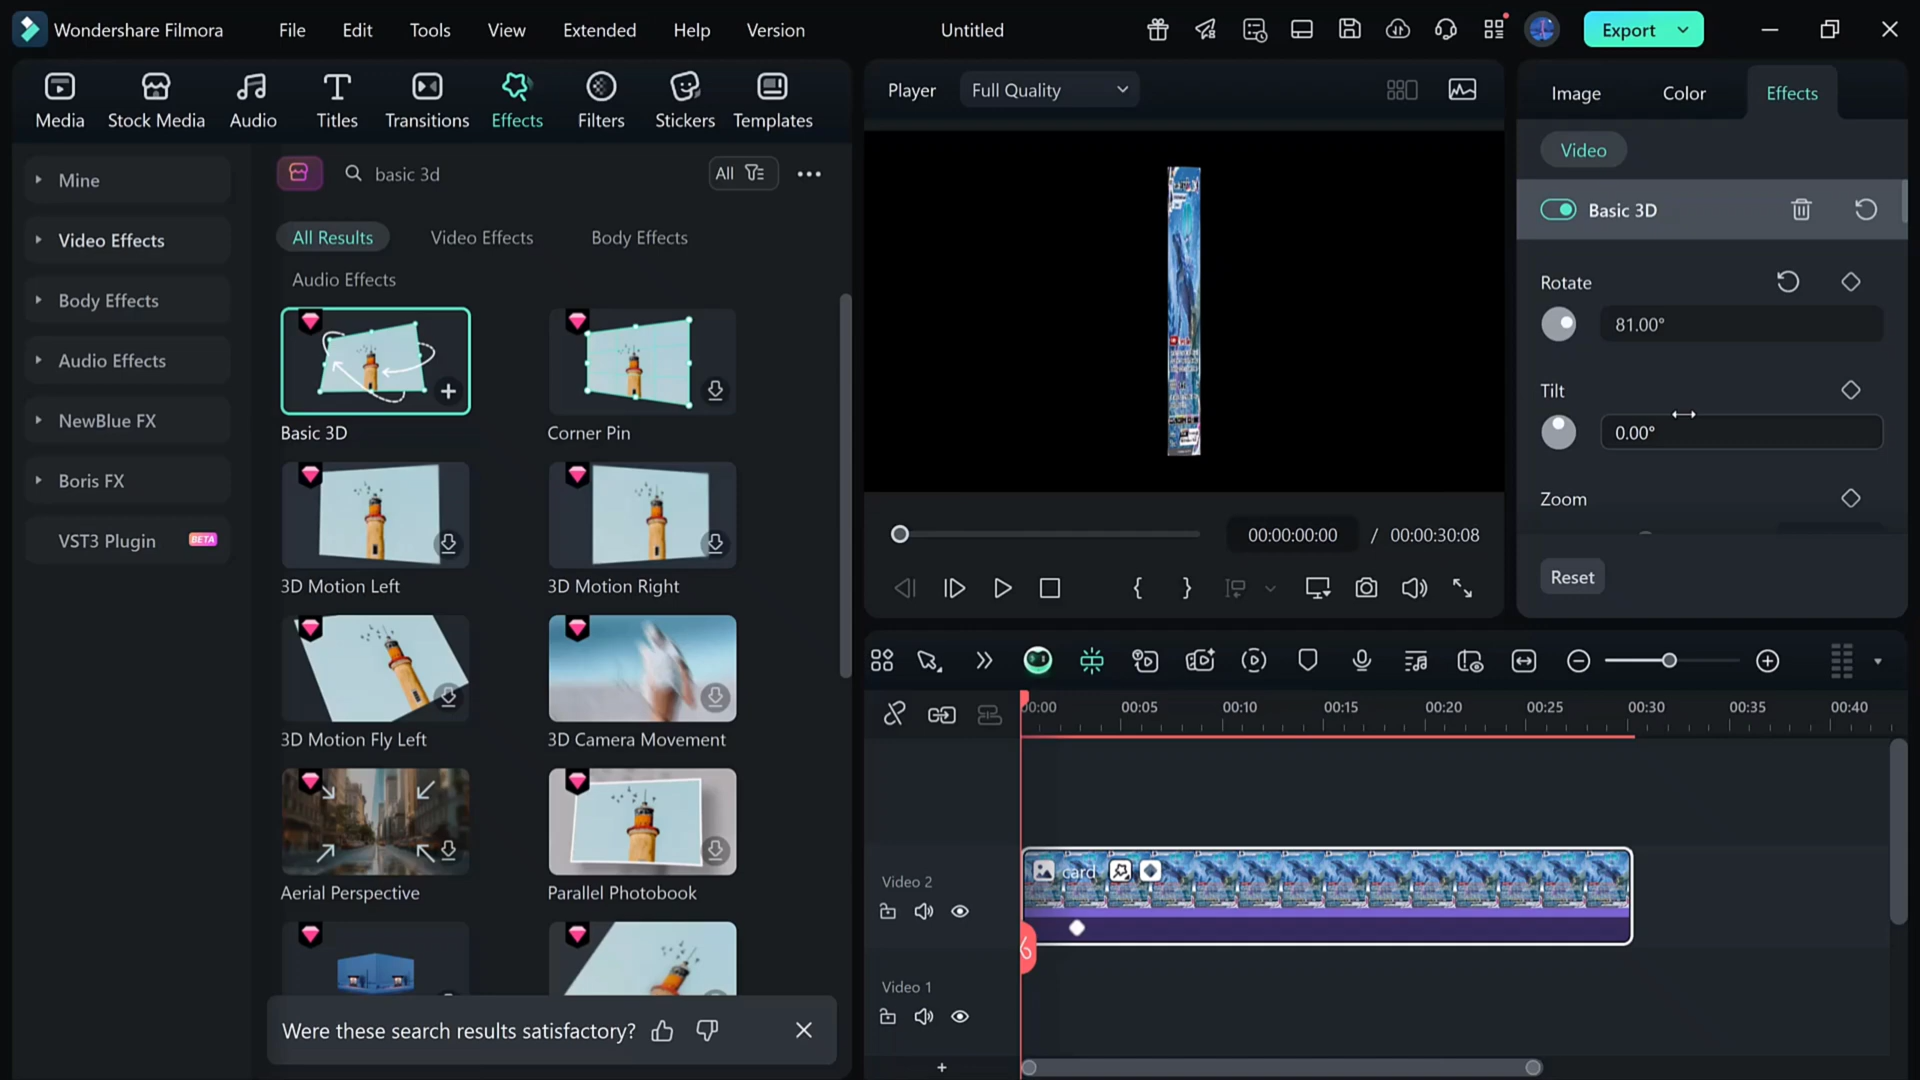 Wondershare Filmora
File
Edit
Tools
View
Extended
Help
Version
Untitled
Export
Media
Stock Media
Audio
Titles
Transitions
Effects
Filters
Stickers
Templates
Mine
Video Effects
Body Effects
Audio Effects
NewBlue FX
Boris FX
VST3 Plugin BETA
basic 3d
All
All Results
Video Effects
Body Effects
Audio Effects
Basic 3D
Corner Pin
3D Motion Left
3D Motion Right
3D Motion Fly Left
3D Camera Movement
Aerial Perspective
Parallel Photobook
Were these search results satisfactory?
Player
Full Quality
00:00:00:00 / 00:00:30:08
Image
Color
Effects
Video
Basic 3D
Rotate
81.00°
Tilt
0.00°
Zoom
Reset
00:00
00:05
00:10
00:15
00:20
00:25
00:30
00:35
00:40
Video 2
card
Video 1